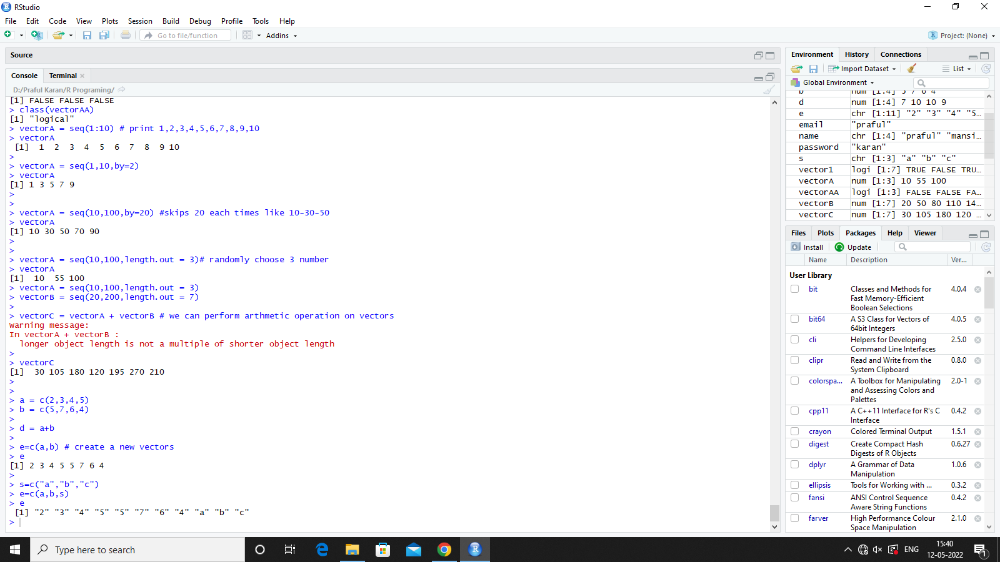 RStudio
File Edit Code View Plots Session Build Debug Profile Tools Help
Go to file/function Addins Project: (None)
Source
Console Terminal
D:/Praful Karan/R Programing/
[1] FALSE FALSE FALSE
> class(vectorAA)
[1] "logical"
> vectorA = seq(1:10) # print 1,2,3,4,5,6,7,8,9,10
> vectorA
[1] 1 2 3 4 5 6 7 8 9 10
>
> vectorA = seq(1,10,by=2)
> vectorA
[1] 1 3 5 7 9
>
>
> vectorA = seq(10,100,by=20) #skips 20 each times like 10-30-50
> vectorA
[1] 10 30 50 70 90
>
>
> vectorA = seq(10,100,length.out = 3)# randomly choose 3 number
> vectorA
[1] 10 55 100
> vectorA = seq(10,100,length.out = 3)
> vectorB = seq(20,200,length.out = 7)
>
> vectorC = vectorA + vectorB # we can perform arthmetic operation on vectors
Warning message:
In vectorA + vectorB :
longer object length is not a multiple of shorter object length
>
> vectorC
[1] 30 105 180 120 195 270 210
>
>
> a = c(2,3,4,5)
> b = c(5,7,6,4)
>
> d = a+b
>
> e=c(a,b) # create a new vectors
> e
[1] 2 3 4 5 5 7 6 4
>
> s=c("a","b","c")
> e=c(a,b,s)
> e
[1] "2" "3" "4" "5" "5" "7" "6" "4" "a" "b" "c"
>
Environment History Connections
Import Dataset List
Global Environment
b num [1:4] 5 7 6 4
d num [1:4] 7 10 10 9
e chr [1:11] "2" "3" "4" "5…
email "praful"
name chr [1:4] "praful" "mansi…
password "karan"
s chr [1:3] "a" "b" "c"
vector1 logi [1:7] TRUE FALSE TRU…
vectorA num [1:3] 10 55 100
vectorAA logi [1:3] FALSE FALSE FA…
vectorB num [1:7] 20 50 80 110 14…
vectorC num [1:7] 30 105 180 120 …
Files Plots Packages Help Viewer
Install Update
Name Description Ver...
User Library
bit Classes and Methods for 4.0.4
Fast Memory-Efficient
Boolean Selections
bit64 A S3 Class for Vectors of 4.0.5
64bit Integers
cli Helpers for Developing 2.5.0
Command Line Interfaces
clipr Read and Write from the 0.8.0
System Clipboard
colorspa... A Toolbox for Manipulating 2.0-1
and Assessing Colors and
Palettes
cpp11 A C++11 Interface for R's C 0.4.2
Interface
crayon Colored Terminal Output 1.5.1
digest Create Compact Hash 0.6.27
Digests of R Objects
dplyr A Grammar of Data 1.0.6
Manipulation
ellipsis Tools for Working with ... 0.3.2
fansi ANSI Control Sequence 0.4.2
Aware String Functions
farver High Performance Colour 2.1.0
Space Manipulation
Type here to search
ENG
15:40
12-05-2022
1